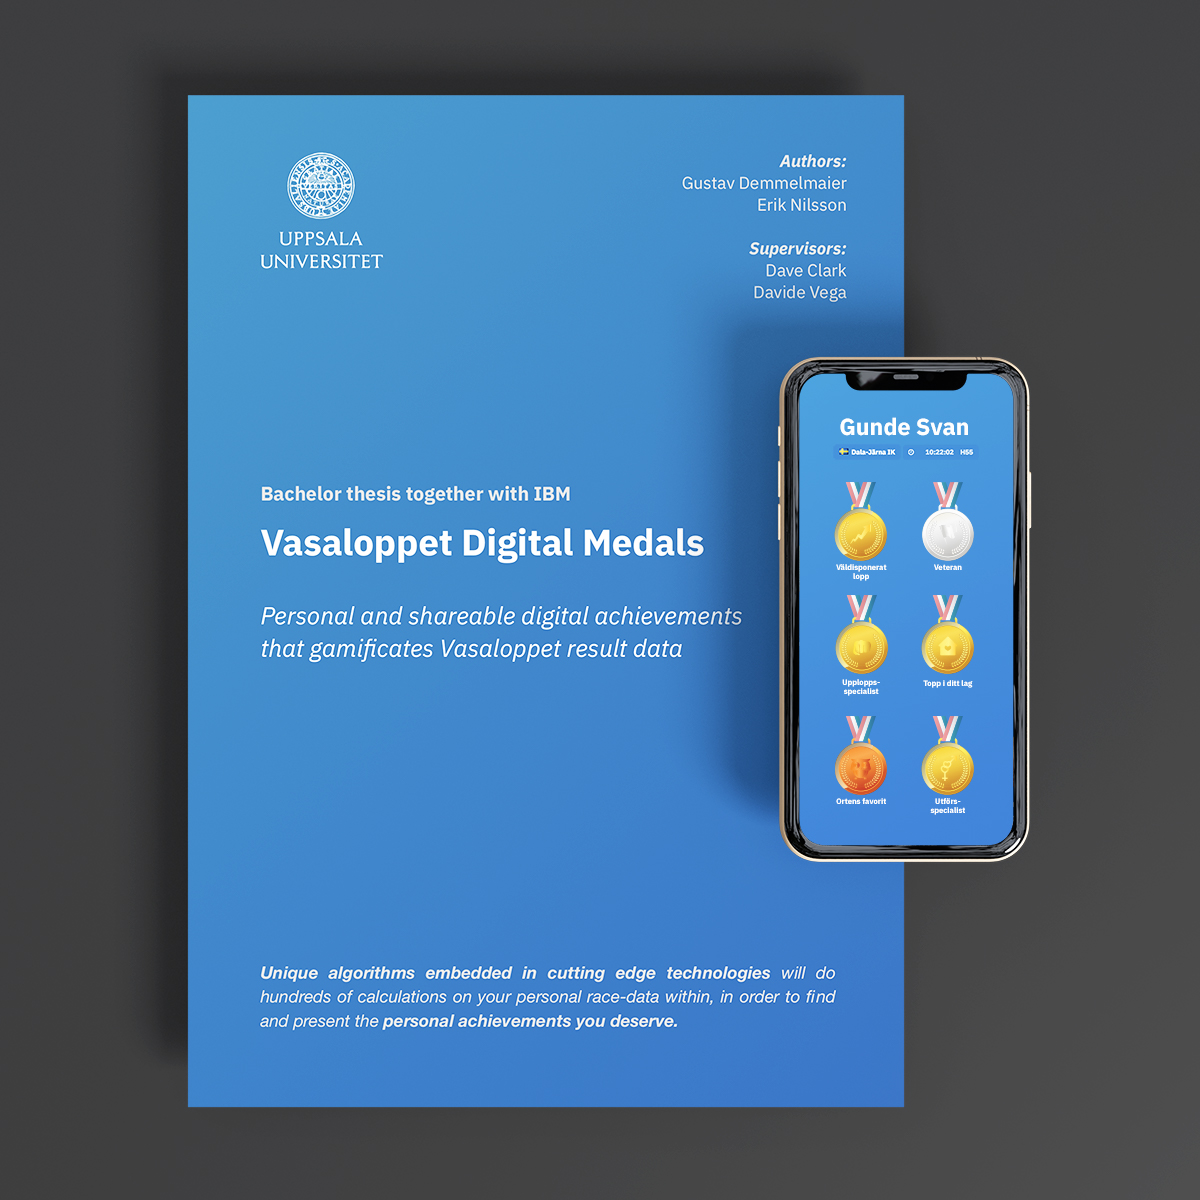 UPPSALA
UNIVERSITET
Authors:
Gustav Demmelmaier
Erik Nilsson
Supervisors:
Dave Clark
Davide Vega
Bachelor thesis together with IBM
Vasaloppet Digital Medals
Personal and shareable digital achievements
that gamificates Vasaloppet result data
Unique algorithms embedded in cutting edge technologies will do
hundreds of calculations on your personal race-data within, in order to find
and present the personal achievements you deserve.
Gunde Svan
Dala-Järna IK 10:22:02 H55
Väldisponerat
lopp
Veteran
Upplopps-
specialist
Topp i ditt lag
Ortens favorit
Utförs-
specialist